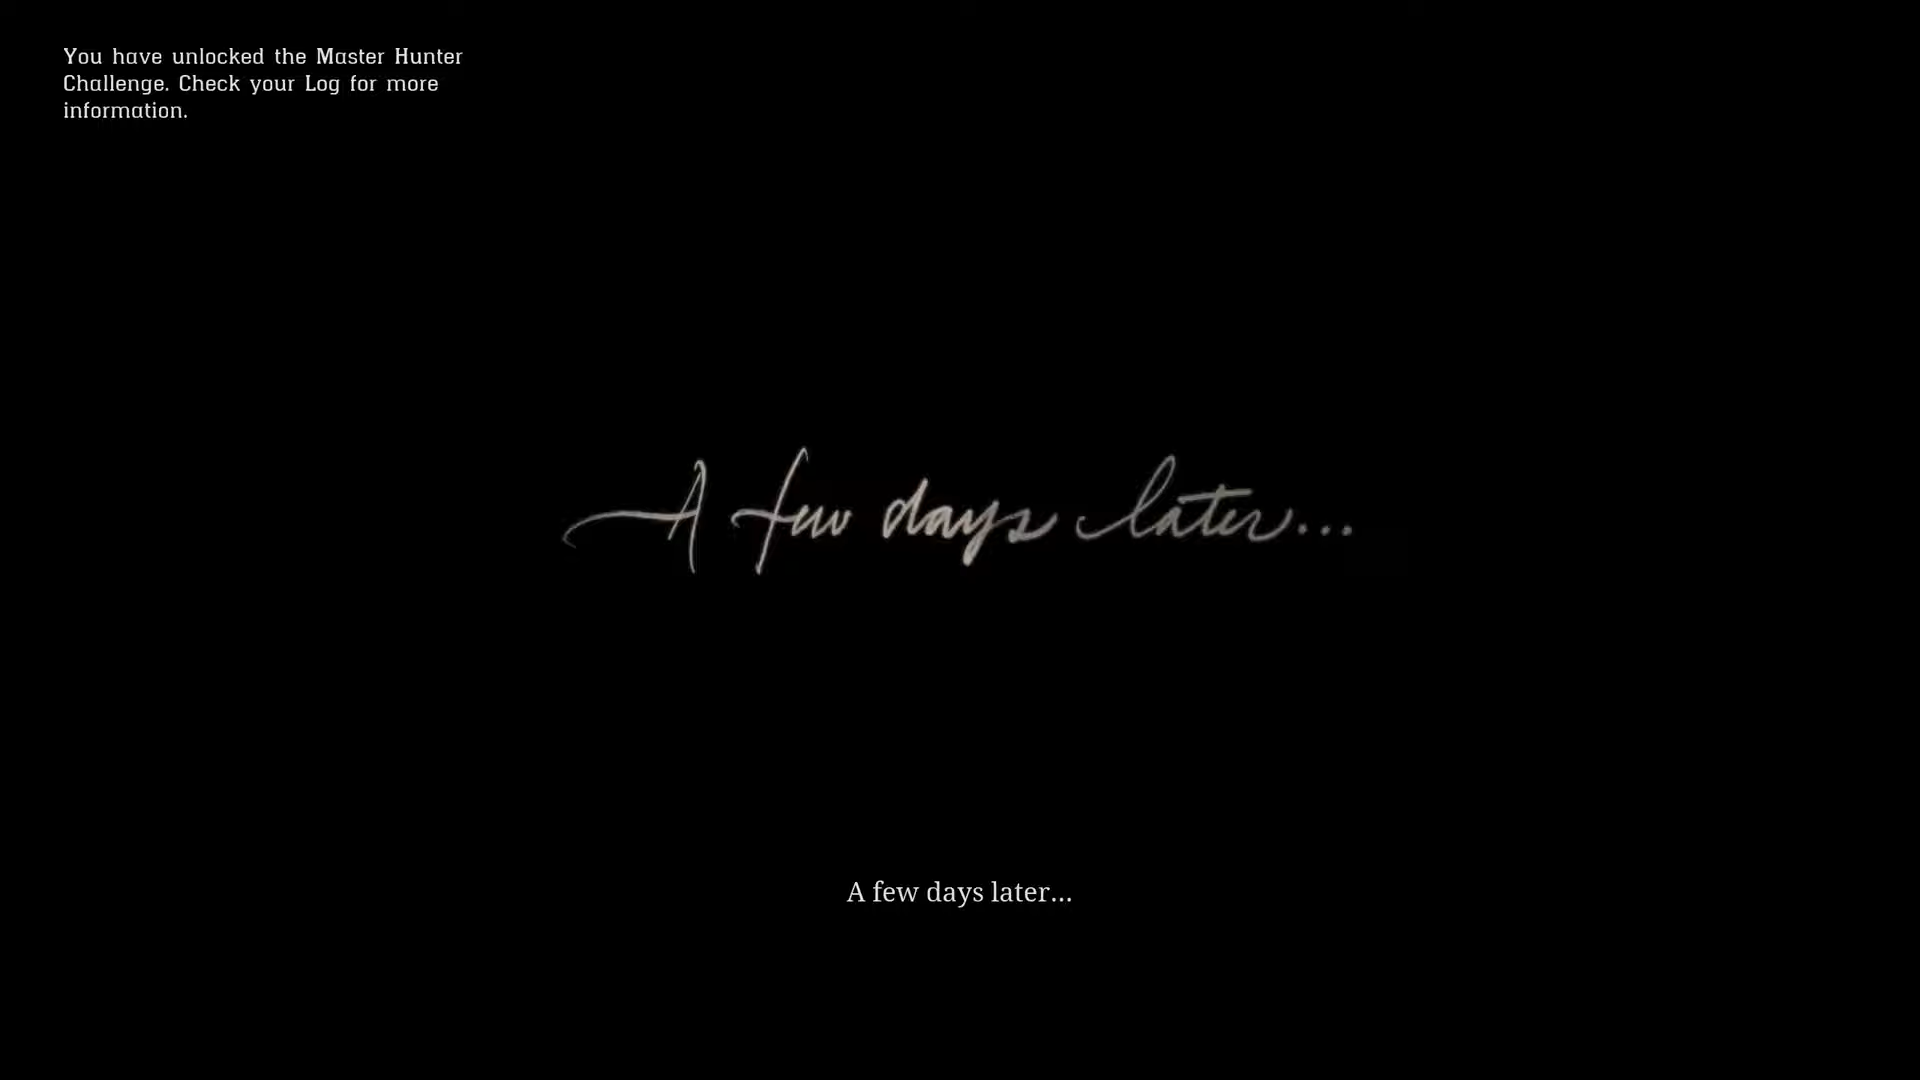 You have unlocked the Master Hunter
Challenge. Check your Log for more
information.
A few days later...
A few days later...